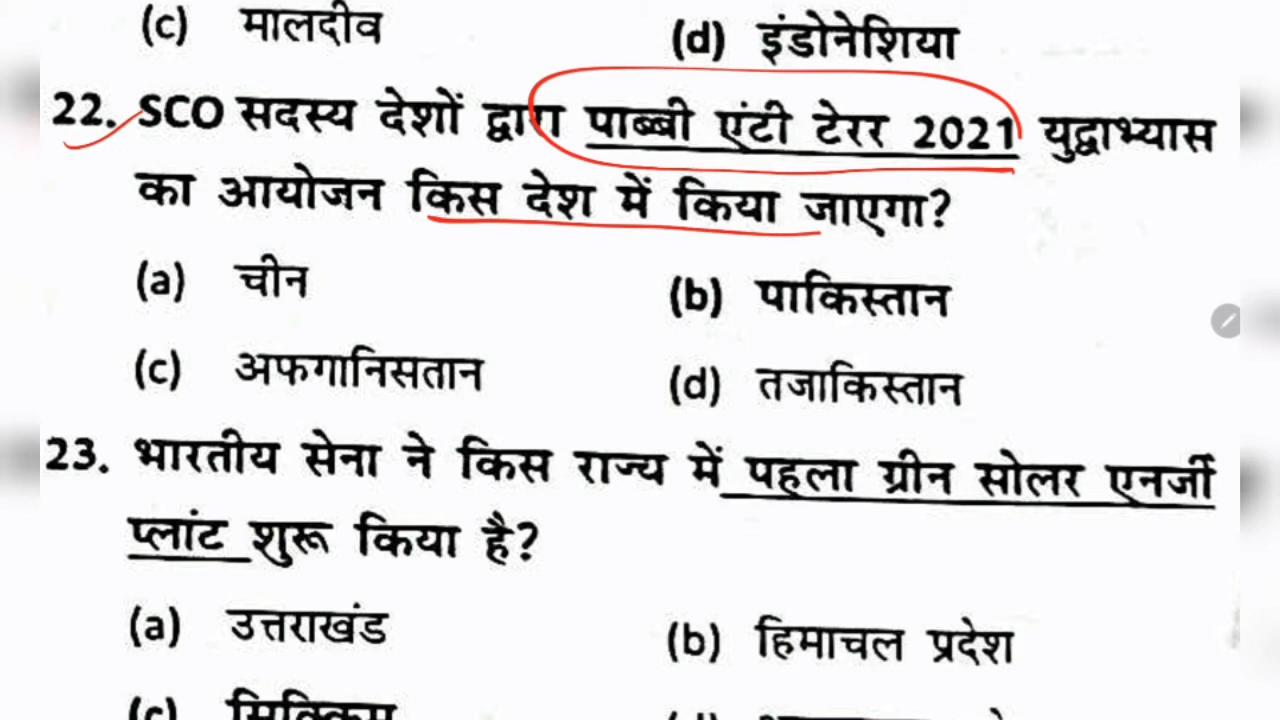 (c) मालदीव (d) इंडोनेशिया
22. SCO सदस्य देशों द्वारा पाब्बी एंटी टेरर 2021 युद्वाभ्यास
का आयोजन किस देश में किया जाएगा?
(a) चीन (b) पाकिस्तान
(c) अफगानिसतान (d) तजाकिस्तान
23. भारतीय सेना ने किस राज्य में पहला ग्रीन सोलर एनर्जी
प्लांट शुरू किया है?
(a) उत्तराखंड (b) हिमाचल प्रदेश
(c) सिक्किम